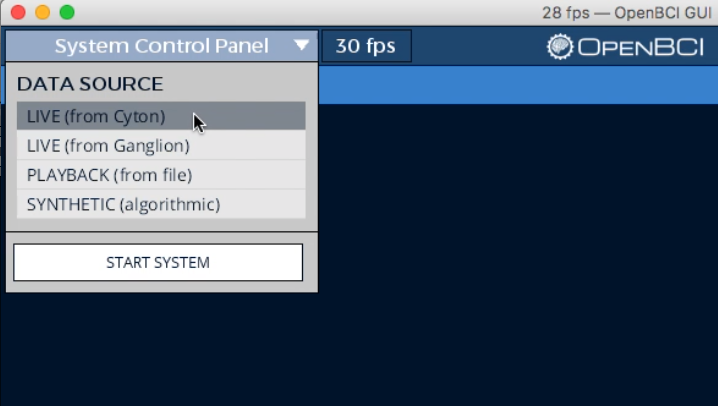 28 fps — OpenBCI GUI
System Control Panel
30 fps
OPENBCI
DATA SOURCE
LIVE (from Cyton)
LIVE (from Ganglion)
PLAYBACK (from file)
SYNTHETIC (algorithmic)
START SYSTEM